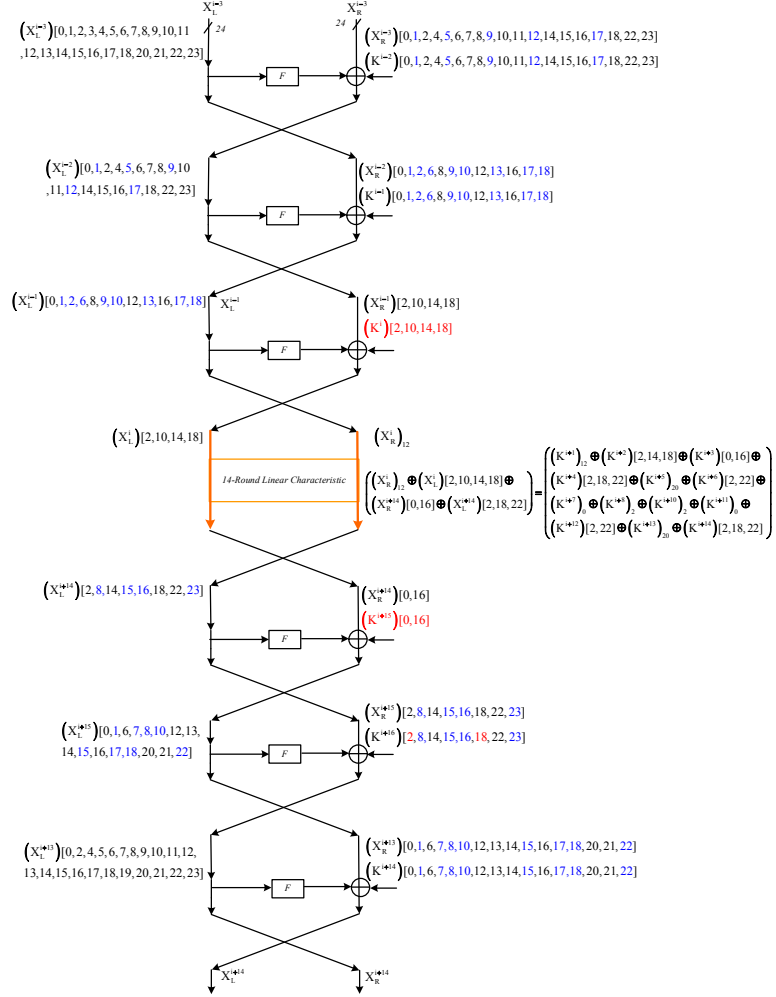 X_L^{i−3} X_R^{i−3}
24 24
(X_L^{i−3})[0,1,2,3,4,5,6,7,8,9,10,11
,12,13,14,15,16,17,18,20,21,22,23]
(X_R^{i−3})[0,1,2,4,5,6,7,8,9,10,11,12,14,15,16,17,18,22,23]
(K^{i−2})[0,1,2,4,5,6,7,8,9,10,11,12,14,15,16,17,18,22,23]
F
(X_L^{i−2})[0,1,2,4,5,6,7,8,9,10
,11,12,14,15,16,17,18,22,23]
(X_R^{i−2})[0,1,2,6,8,9,10,12,13,16,17,18]
(K^{i−1})[0,1,2,6,8,9,10,12,13,16,17,18]
F
(X_L^{i−1})[0,1,2,6,8,9,10,12,13,16,17,18] X_L^{i−1}
(X_R^{i−1})[2,10,14,18]
(K^i)[2,10,14,18]
F
(X_L^i)[2,10,14,18] (X_R^i)_12
14-Round Linear Characteristic
(X_R^i)_12⊕(X_L^i)[2,10,14,18]⊕
(X_R^{i+14})[0,16]⊕(X_L^{i+14})[2,18,22]
=
(K^{i+1})_12⊕(K^{i+2})[2,14,18]⊕(K^{i+3})[0,16]⊕
(K^{i+4})[2,18,22]⊕(K^{i+5})_20⊕(K^{i+6})[2,22]⊕
(K^{i+7})_0⊕(K^{i+8})_2⊕(K^{i+10})_2⊕(K^{i+11})_0⊕
(K^{i+12})[2,22]⊕(K^{i+13})_20⊕(K^{i+14})[2,18,22]
(X_L^{i+14})[2,8,14,15,16,18,22,23]
(X_R^{i+14})[0,16]
(K^{i+15})[0,16]
F
(X_L^{i+15})[0,1,6,7,8,10,12,13,
14,15,16,17,18,20,21,22]
(X_R^{i+15})[2,8,14,15,16,18,22,23]
(K^{i+16})[2,8,14,15,16,18,22,23]
F
(X_L^{i+13})[0,2,4,5,6,7,8,9,10,11,12,
13,14,15,16,17,18,19,20,21,22,23]
(X_R^{i+13})[0,1,6,7,8,10,12,13,14,15,16,17,18,20,21,22]
(K^{i+14})[0,1,6,7,8,10,12,13,14,15,16,17,18,20,21,22]
F
X_L^{i+14} X_R^{i+14}